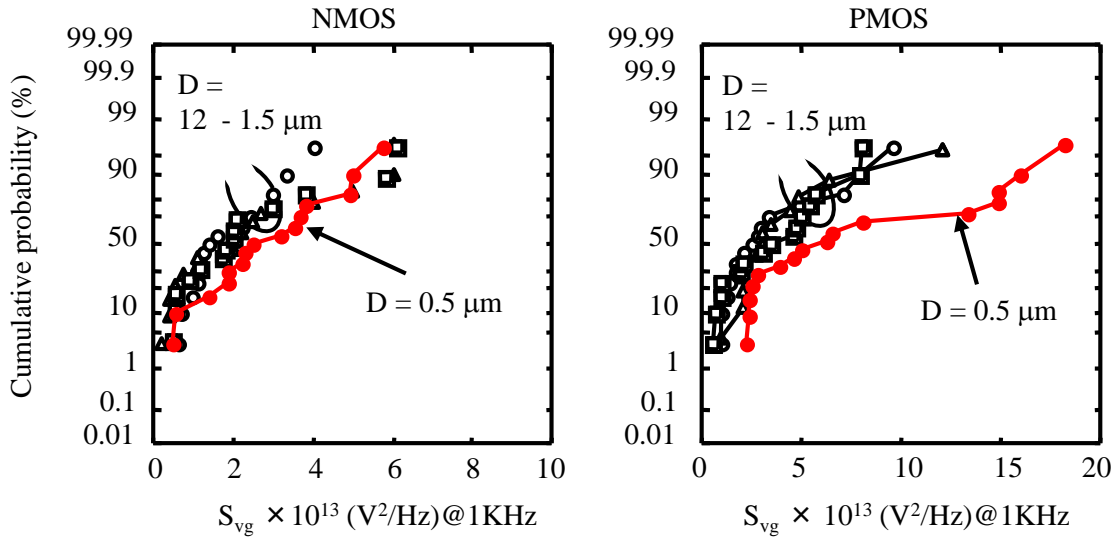 NMOS
99.99
99.9
99
90
50
10
1
0.1
0.01
Cumulative probability (%)
D =
12 - 1.5 μm
D = 0.5 μm
0 2 4 6 8 10
S_vg × 10^13 (V^2/Hz)@1KHz
PMOS
99.99
99.9
99
90
50
10
1
0.1
0.01
D =
12 - 1.5 μm
D = 0.5 μm
0 5 10 15 20
S_vg × 10^13 (V^2/Hz)@1KHz